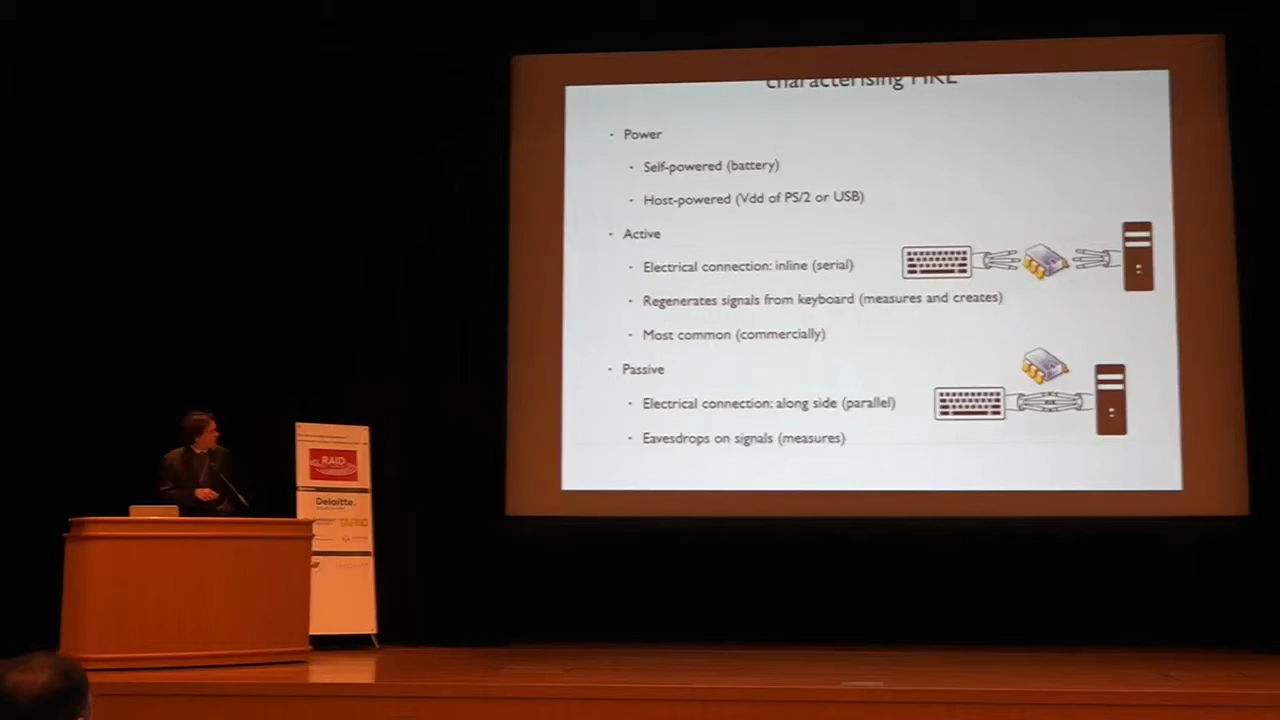 characterising HKL
· Power
· Self-powered (battery)
· Host-powered (Vdd of PS/2 or USB)
· Active
· Electrical connection: inline (serial)
· Regenerates signals from keyboard (measures and creates)
· Most common (commercially)
· Passive
· Electrical connection: along side (parallel)
· Eavesdrops on signals (measures)
RAID
Deloitte.